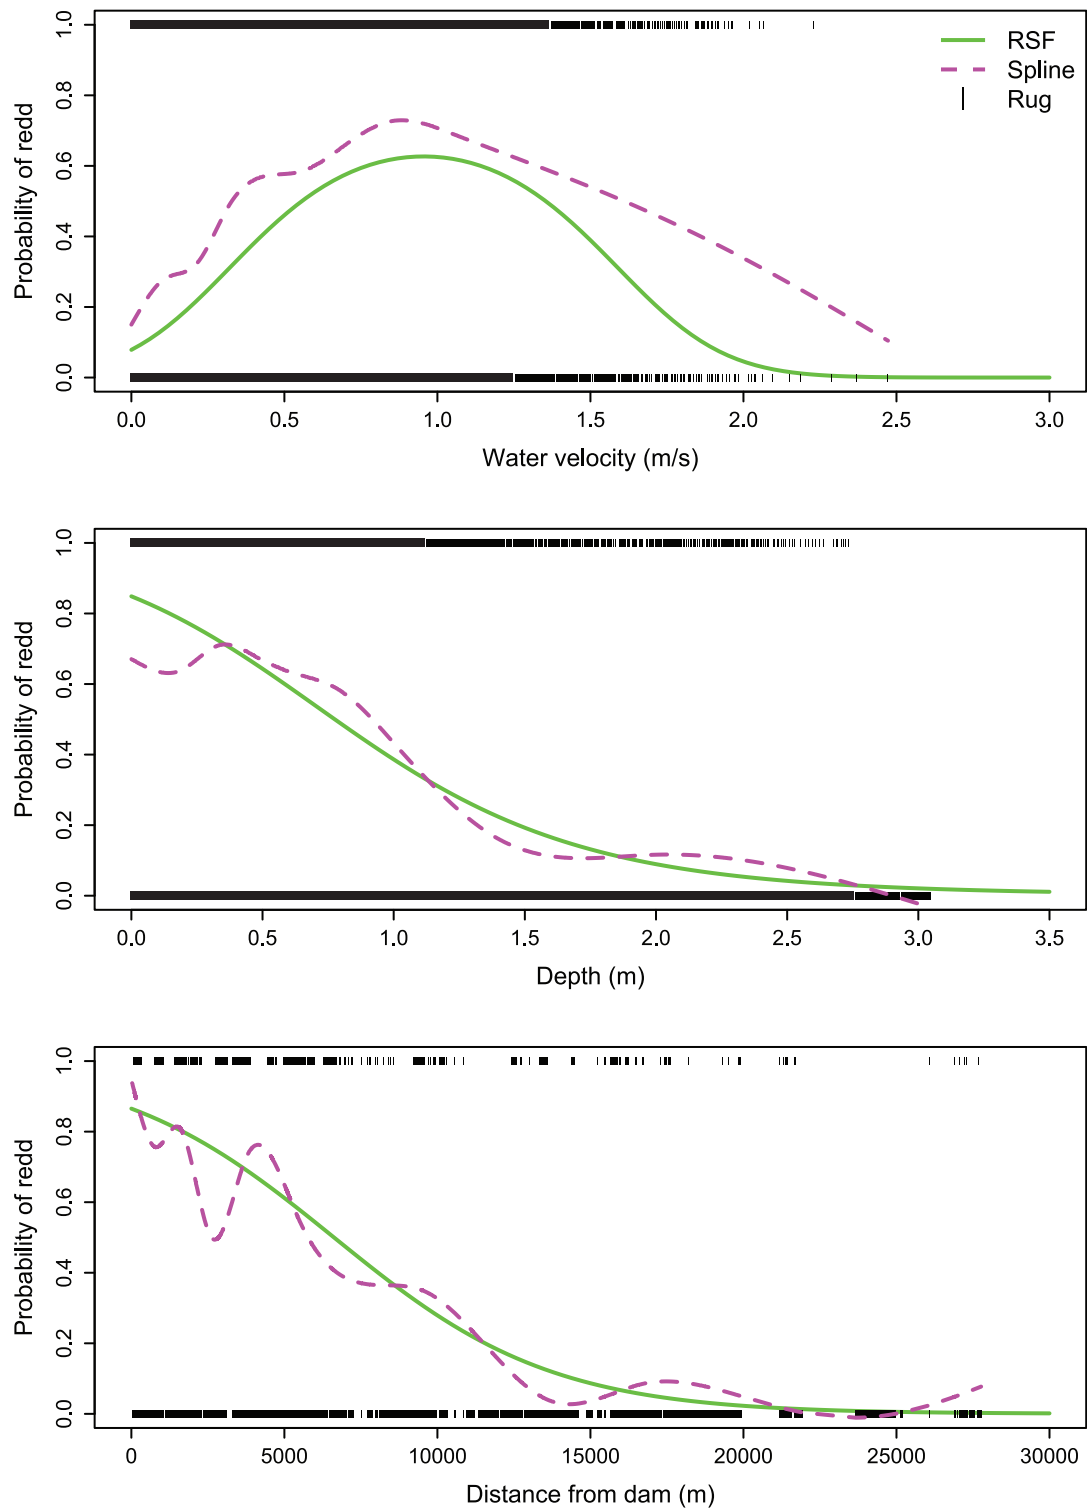 RSF
Spline
Rug
Probability of redd
1.0
0.8
0.6
0.4
0.2
0.0
0.0 0.5 1.0 1.5 2.0 2.5 3.0
Water velocity (m/s)
Probability of redd
1.0
0.8
0.6
0.4
0.2
0.0
0.0 0.5 1.0 1.5 2.0 2.5 3.0 3.5
Depth (m)
Probability of redd
1.0
0.8
0.6
0.4
0.2
0.0
0 5000 10000 15000 20000 25000 30000
Distance from dam (m)